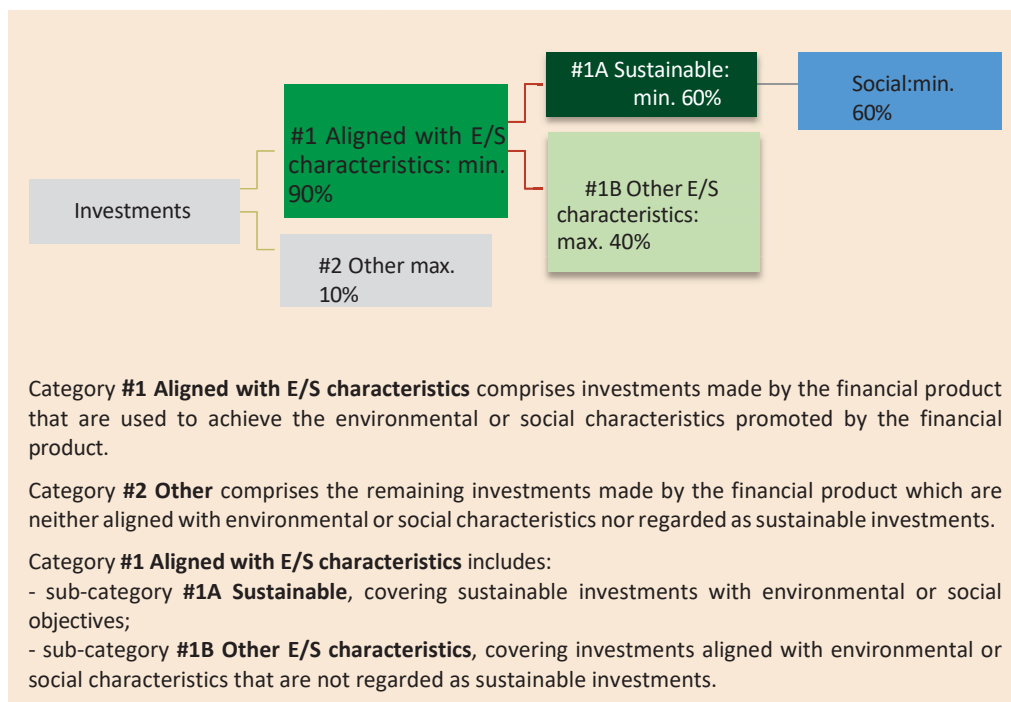 #1A Sustainable:
min. 60%
Social:min.
60%
#1 Aligned with E/S
characteristics: min.
90%
#1B Other E/S
characteristics:
max. 40%
Investments
#2 Other max.
10%
Category #1 Aligned with E/S characteristics comprises investments made by the financial product
that are used to achieve the environmental or social characteristics promoted by the financial
product.
Category #2 Other comprises the remaining investments made by the financial product which are
neither aligned with environmental or social characteristics nor regarded as sustainable investments.
Category #1 Aligned with E/S characteristics includes:
- sub-category #1A Sustainable, covering sustainable investments with environmental or social
objectives;
- sub-category #1B Other E/S characteristics, covering investments aligned with environmental or
social characteristics that are not regarded as sustainable investments.